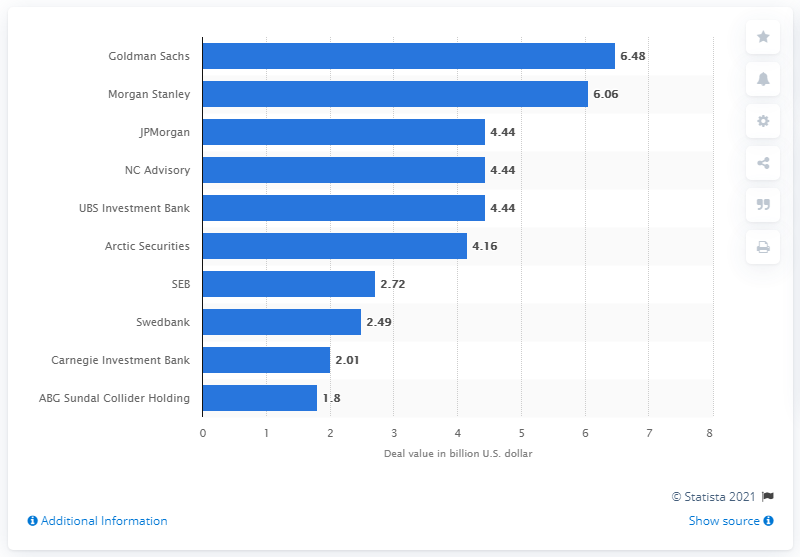 Goldman Sachs 6.48
Morgan Stanley 6.06
JPMorgan 4.44
NC Advisory 4.44
UBS Investment Bank 4.44
Arctic Securities 4.16
SEB 2.72
Swedbank 2.49
Carnegie Investment Bank 2.01
ABG Sundal Collider Holding 1.8
0 1 2 3 4 5 6 7 8
Deal value in billion U.S. dollar
© Statista 2021
Additional Information Show source